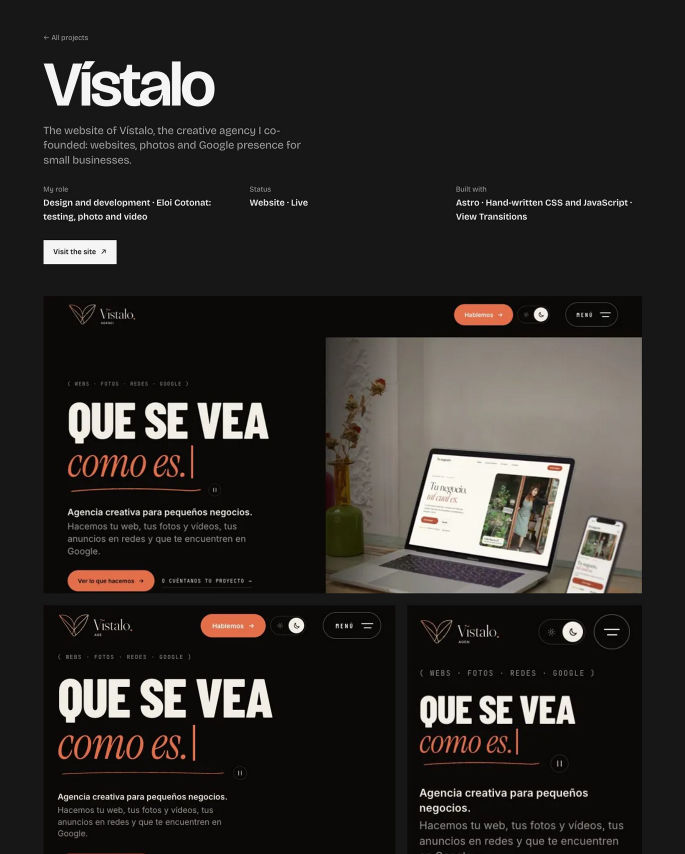 ← All projects
Vístalo
The website of Vístalo, the creative agency I co-
founded: websites, photos and Google presence for
small businesses.
My role
Design and development · Eloi Cotonat:
testing, photo and video
Status
Website · Live
Built with
Astro · Hand-written CSS and JavaScript ·
View Transitions
Visit the site ↗
Vístalo.
Hablemos →
MENÚ
( WEBS · FOTOS · REDES · GOOGLE )
QUE SE VEA
como es.
Agencia creativa para pequeños negocios.
Hacemos tu web, tus fotos y vídeos, tus
anuncios en redes y que te encuentren en
Google.
Ver lo que hacemos →
O CUÉNTANOS TU PROYECTO →
Tu negocio,
tal cual es.
Vístalo.
Hablemos →
MENÚ
( WEBS · FOTOS · REDES · GOOGLE )
QUE SE VEA
como es.
Agencia creativa para pequeños negocios.
Hacemos tu web, tus fotos y vídeos, tus
anuncios en redes y que te encuentren en
Google.
Vístalo.
( WEBS · FOTOS · REDES · GOOGLE )
QUE SE VEA
como es.
Agencia creativa para pequeños
negocios.
Hacemos tu web, tus fotos y vídeos, tus
anuncios en redes y que te encuentren